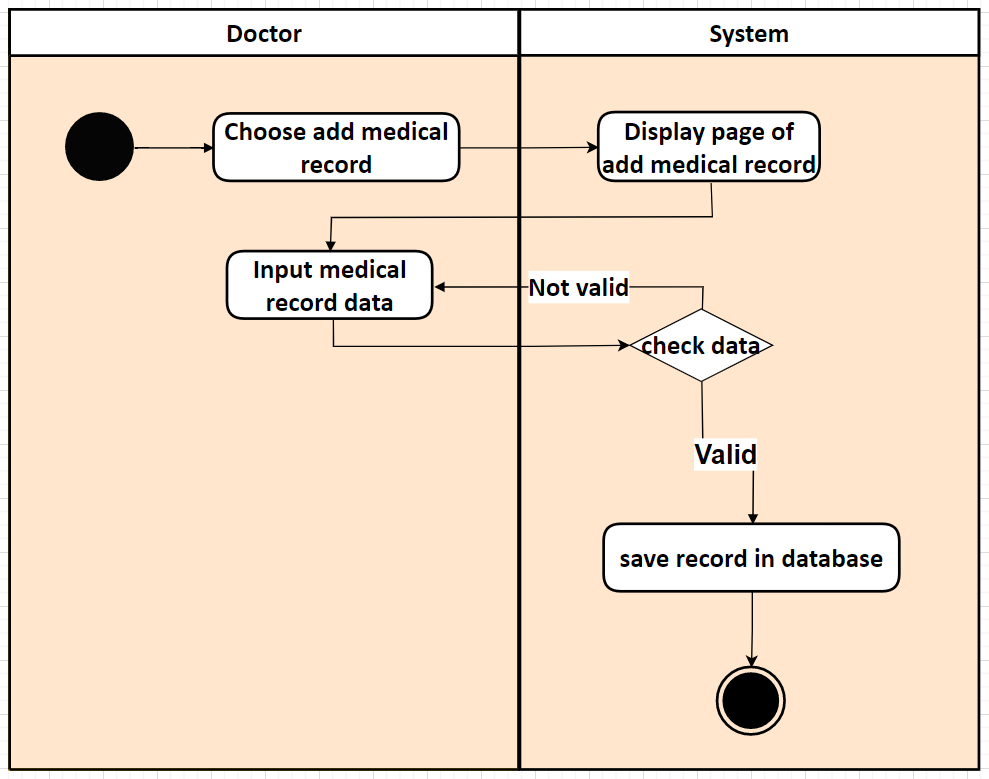 Doctor
System
Choose add medical
record
Display page of
add medical record
Input medical
record data
Not valid
check data
Valid
save record in database